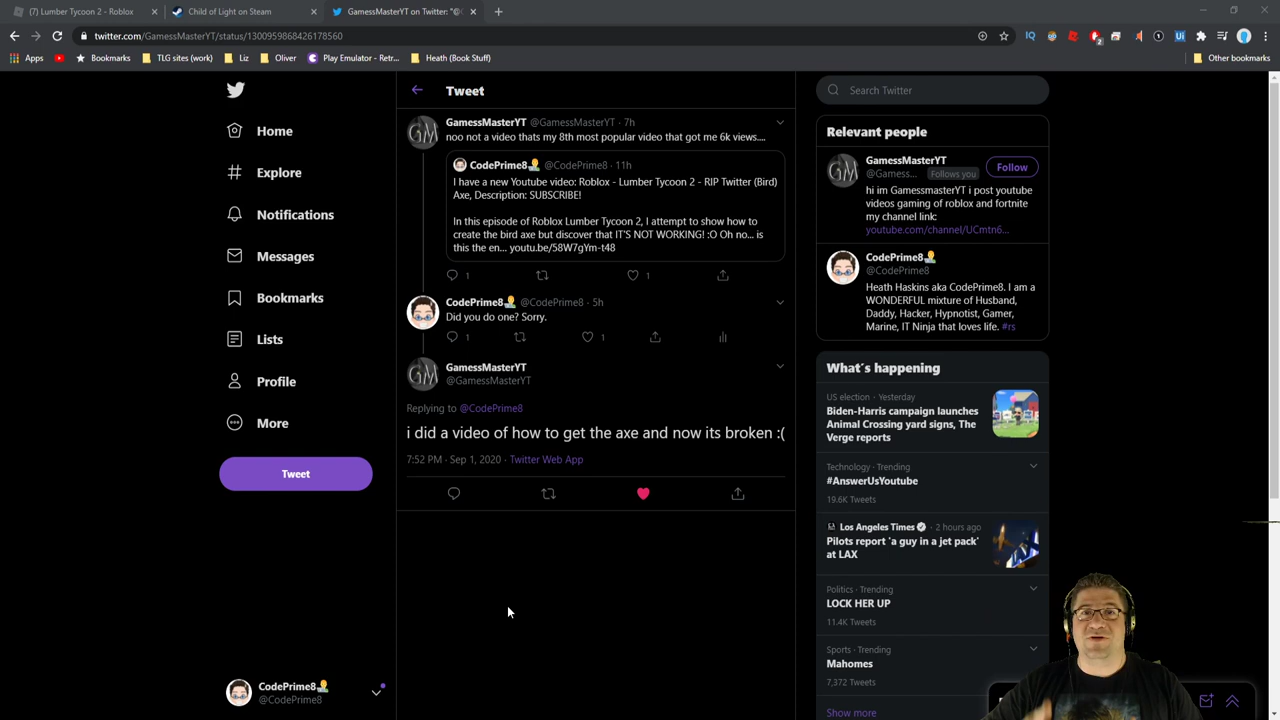 (7) Lumber Tycoon 2 - Roblox
Child of Light on Steam
GamessMasterYT on Twitter: "@C
twitter.com/GamessMasterYT/status/1300959868426178560
Apps
Bookmarks
TLG sites (work)
Liz
Oliver
Play Emulator - Retr...
Heath (Book Stuff)
Other bookmarks
Home
Explore
Notifications
Messages
Bookmarks
Lists
Profile
More
Tweet
CodePrime8
@CodePrime8
Tweet
GamessMasterYT @GamessMasterYT · 7h
noo not a video thats my 8th most popular video that got me 6k views....
CodePrime8 @CodePrime8 · 11h
I have a new Youtube video: Roblox - Lumber Tycoon 2 - RIP Twitter (Bird)
Axe, Description: SUBSCRIBE!
In this episode of Roblox Lumber Tycoon 2, I attempt to show how to
create the bird axe but discover that IT'S NOT WORKING! :O Oh no... is
this the en... youtu.be/58W7gYm-t48
1
1
CodePrime8 @CodePrime8 · 5h
Did you do one? Sorry.
1
1
GamessMasterYT
@GamessMasterYT
Replying to @CodePrime8
i did a video of how to get the axe and now its broken :(
7:52 PM · Sep 1, 2020 · Twitter Web App
Search Twitter
Relevant people
GamessMasterYT
@Gamess... Follows you
Follow
hi im GamessmasterYT i post youtube
videos gaming of roblox and fortnite
my channel link:
youtube.com/channel/UCmtn6...
CodePrime8
@CodePrime8
Heath Haskins aka CodePrime8. I am a
WONDERFUL mixture of Husband,
Daddy, Hacker, Hypnotist, Gamer,
Marine, IT Ninja that loves life. #rs
What's happening
US election · Yesterday
Biden-Harris campaign launches
Animal Crossing yard signs, The
Verge reports
Technology · Trending
#AnswerUsYoutube
19.6K Tweets
Los Angeles Times · 2 hours ago
Pilots report 'a guy in a jet pack'
at LAX
Politics · Trending
LOCK HER UP
11.4K Tweets
Sports · Trending
Mahomes
7,372 Tweets
Show more